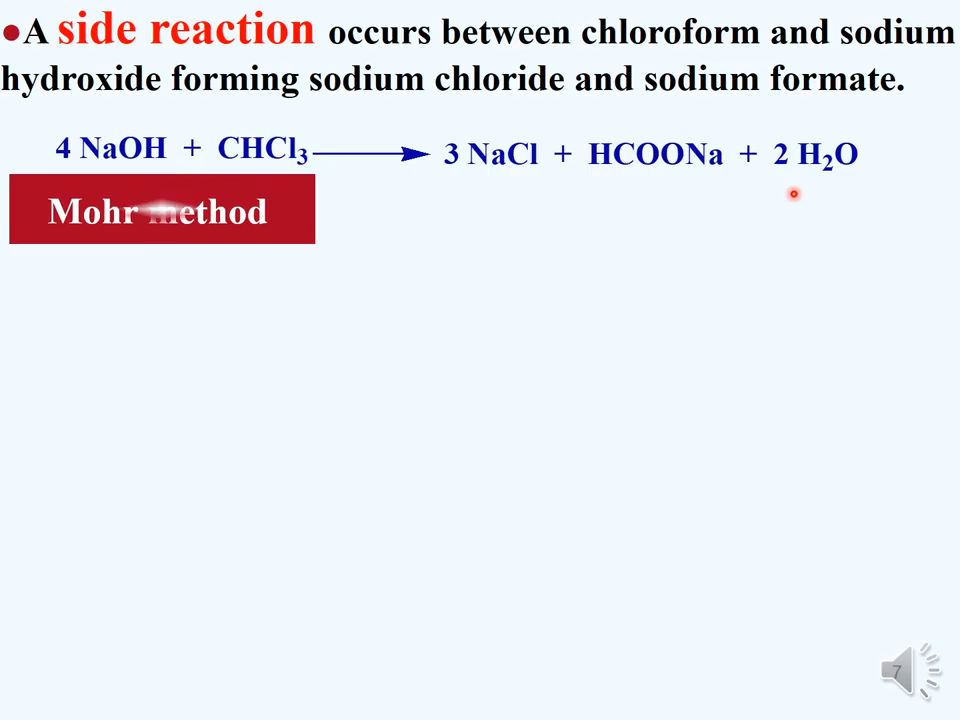 ●A side reaction occurs between chloroform and sodium
hydroxide forming sodium chloride and sodium formate.
4 NaOH + CHCl₃ ⟶ 3 NaCl + HCOONa + 2 H₂O
Mohr method
7